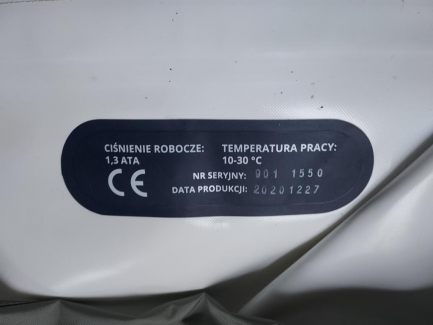 CIŚNIENIE ROBOCZE: TEMPERATURA PRACY:
1,3 ATA 10-30 °C
CE NR SERYJNY: 901 1550
DATA PRODUKCJI: 20201227